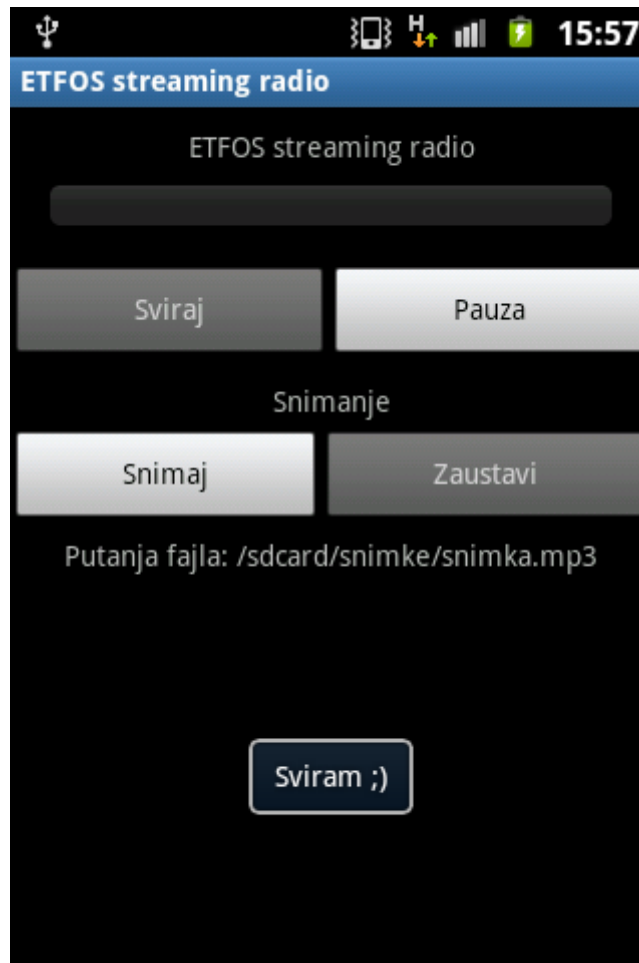 H
15:57
ETFOS streaming radio
ETFOS streaming radio
Sviraj Pauza
Snimanje
Snimaj Zaustavi
Putanja fajla: /sdcard/snimke/snimka.mp3
Sviram ;)